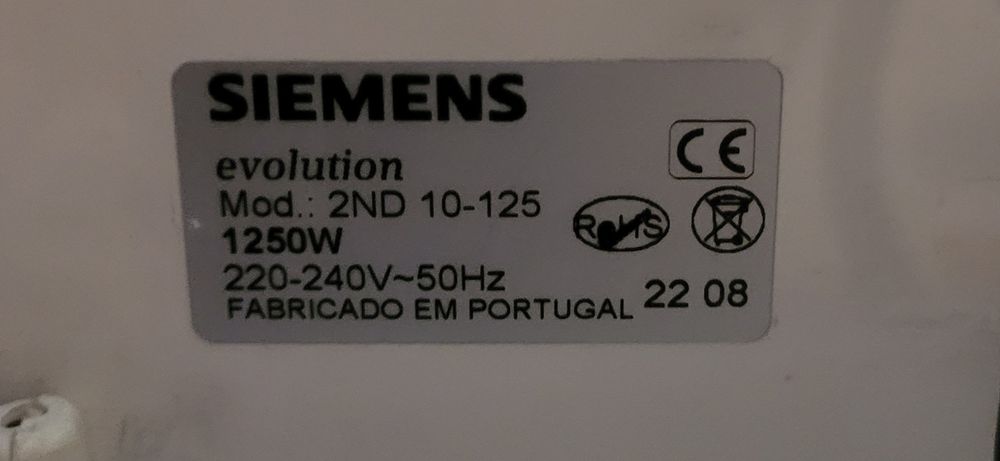 SIEMENS
CE
evolution
Mod.: 2ND 10-125
RoHS
1250W
220-240V~50Hz
FABRICADO EM PORTUGAL 22 08